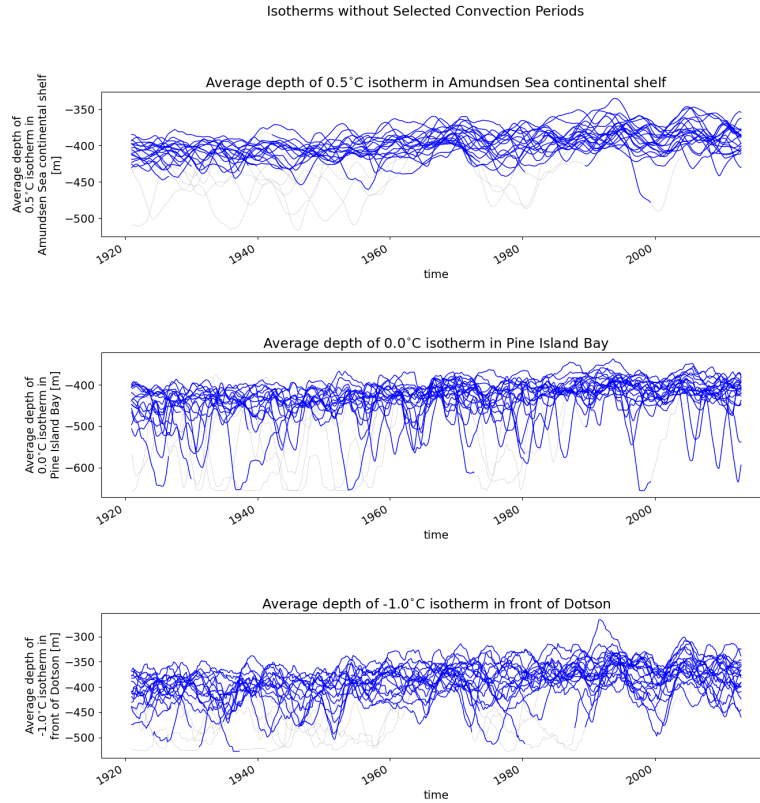 Isotherms without Selected Convection Periods
Average depth of 0.5°C isotherm in Amundsen Sea continental shelf
Average depth of
0.5°C isotherm in
Amundsen Sea continental shelf
[m]
−350
−400
−450
−500
1920
1940
1960
1980
2000
time
Average depth of 0.0°C isotherm in Pine Island Bay
Average depth of
0.0°C isotherm in
Pine Island Bay [m]
−400
−500
−600
1920
1940
1960
1980
2000
time
Average depth of -1.0°C isotherm in front of Dotson
Average depth of
-1.0°C isotherm in
front of Dotson [m]
−300
−350
−400
−450
−500
1920
1940
1960
1980
2000
time